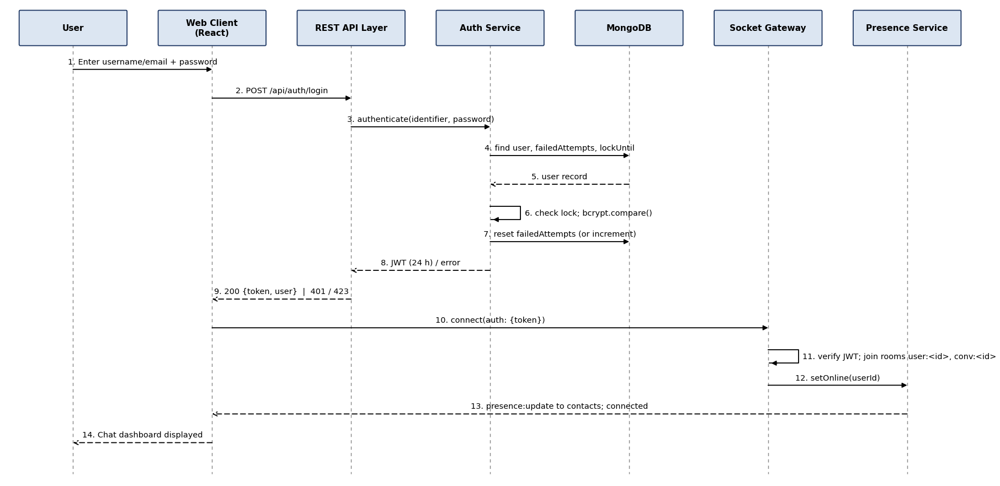 User
Web Client
(React)
REST API Layer
Auth Service
MongoDB
Socket Gateway
Presence Service
1. Enter username/email + password
2. POST /api/auth/login
3. authenticate(identifier, password)
4. find user, failedAttempts, lockUntil
5. user record
6. check lock; bcrypt.compare()
7. reset failedAttempts (or increment)
8. JWT (24 h) / error
9. 200 {token, user}  |  401 / 423
10. connect(auth: {token})
11. verify JWT; join rooms user:<id>, conv:<id>
12. setOnline(userId)
13. presence:update to contacts; connected
14. Chat dashboard displayed